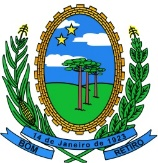 14 de Janeiro de 1923
BOM RETIRO